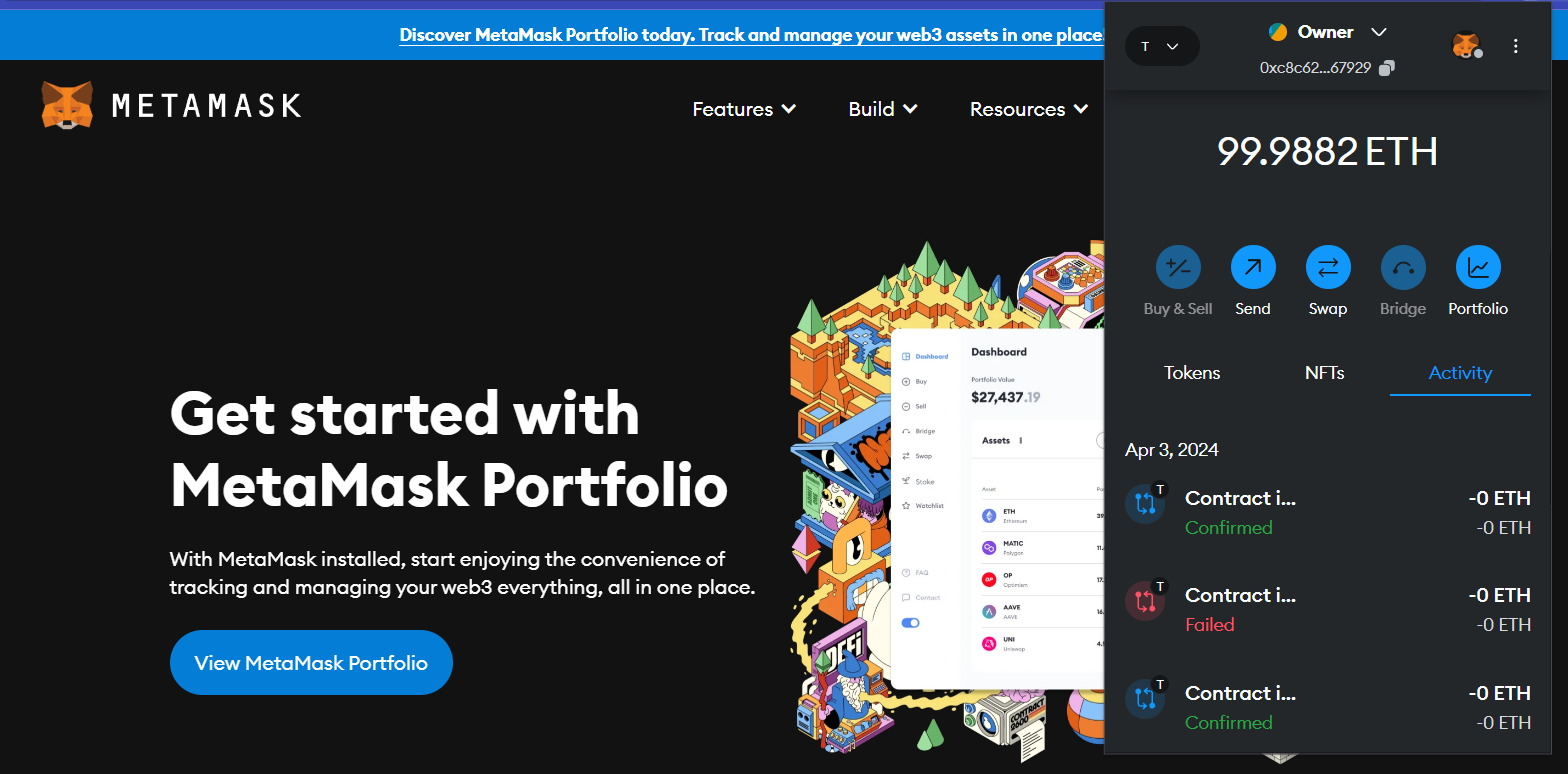 Discover MetaMask Portfolio today. Track and manage your web3 assets in one place
METAMASK
Features
Build
Resources
Get started with
MetaMask Portfolio
With MetaMask installed, start enjoying the convenience of
tracking and managing your web3 everything, all in one place.
View MetaMask Portfolio
Dashboard
Buy
Sell
Bridge
Swap
Stake
Watchlist
FAQ
Contact
Dashboard
Portfolio Value
$27,437.19
Assets
Asset
ETH
Ethereum
MATIC
Polygon
OP
Optimism
AAVE
AAVE
UNI
Uniswap
CONTRACT
2600
T
Owner
0xc8c62...67929
99.9882 ETH
Buy & Sell
Send
Swap
Bridge
Portfolio
Tokens
NFTs
Activity
Apr 3, 2024
T
Contract i...
-0 ETH
Confirmed
-0 ETH
T
Contract i...
-0 ETH
Failed
-0 ETH
T
Contract i...
-0 ETH
Confirmed
-0 ETH